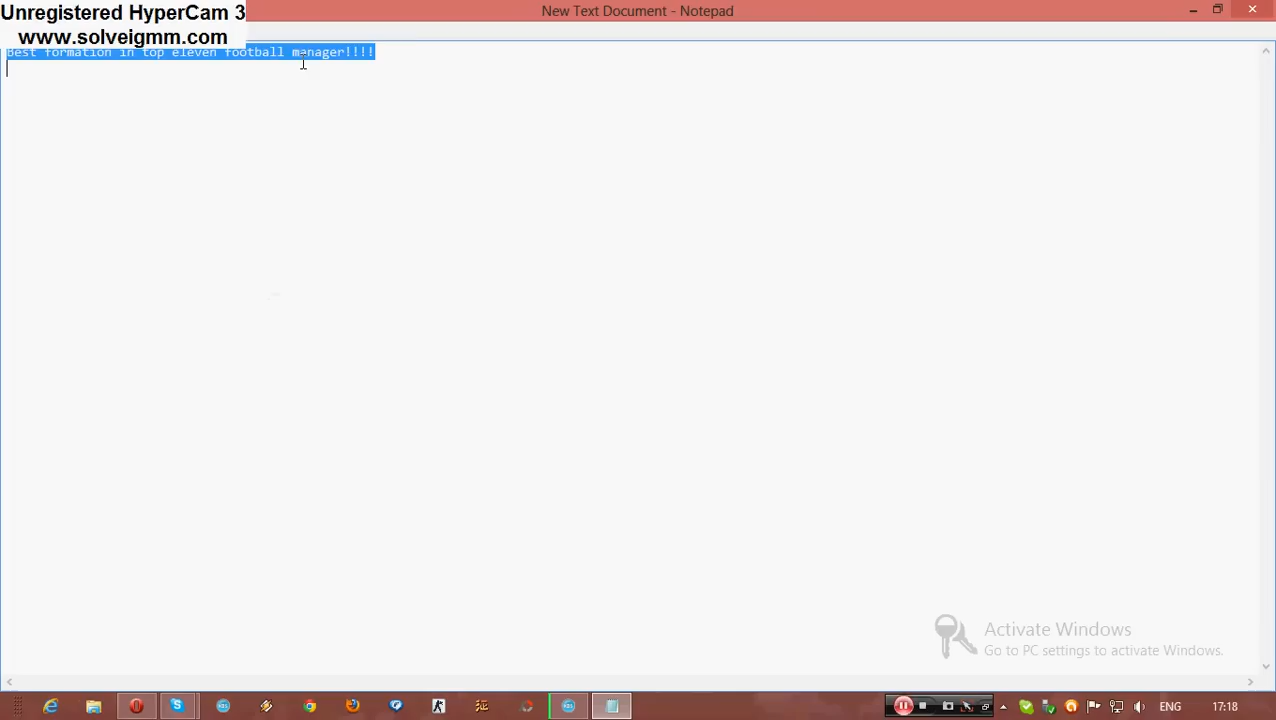 Unregistered HyperCam 3
www.solveigmm.com
New Text Document - Notepad
Best formation in top eleven football manager!!!!
Activate Windows
Go to PC settings to activate Windows.
ENG
17:18